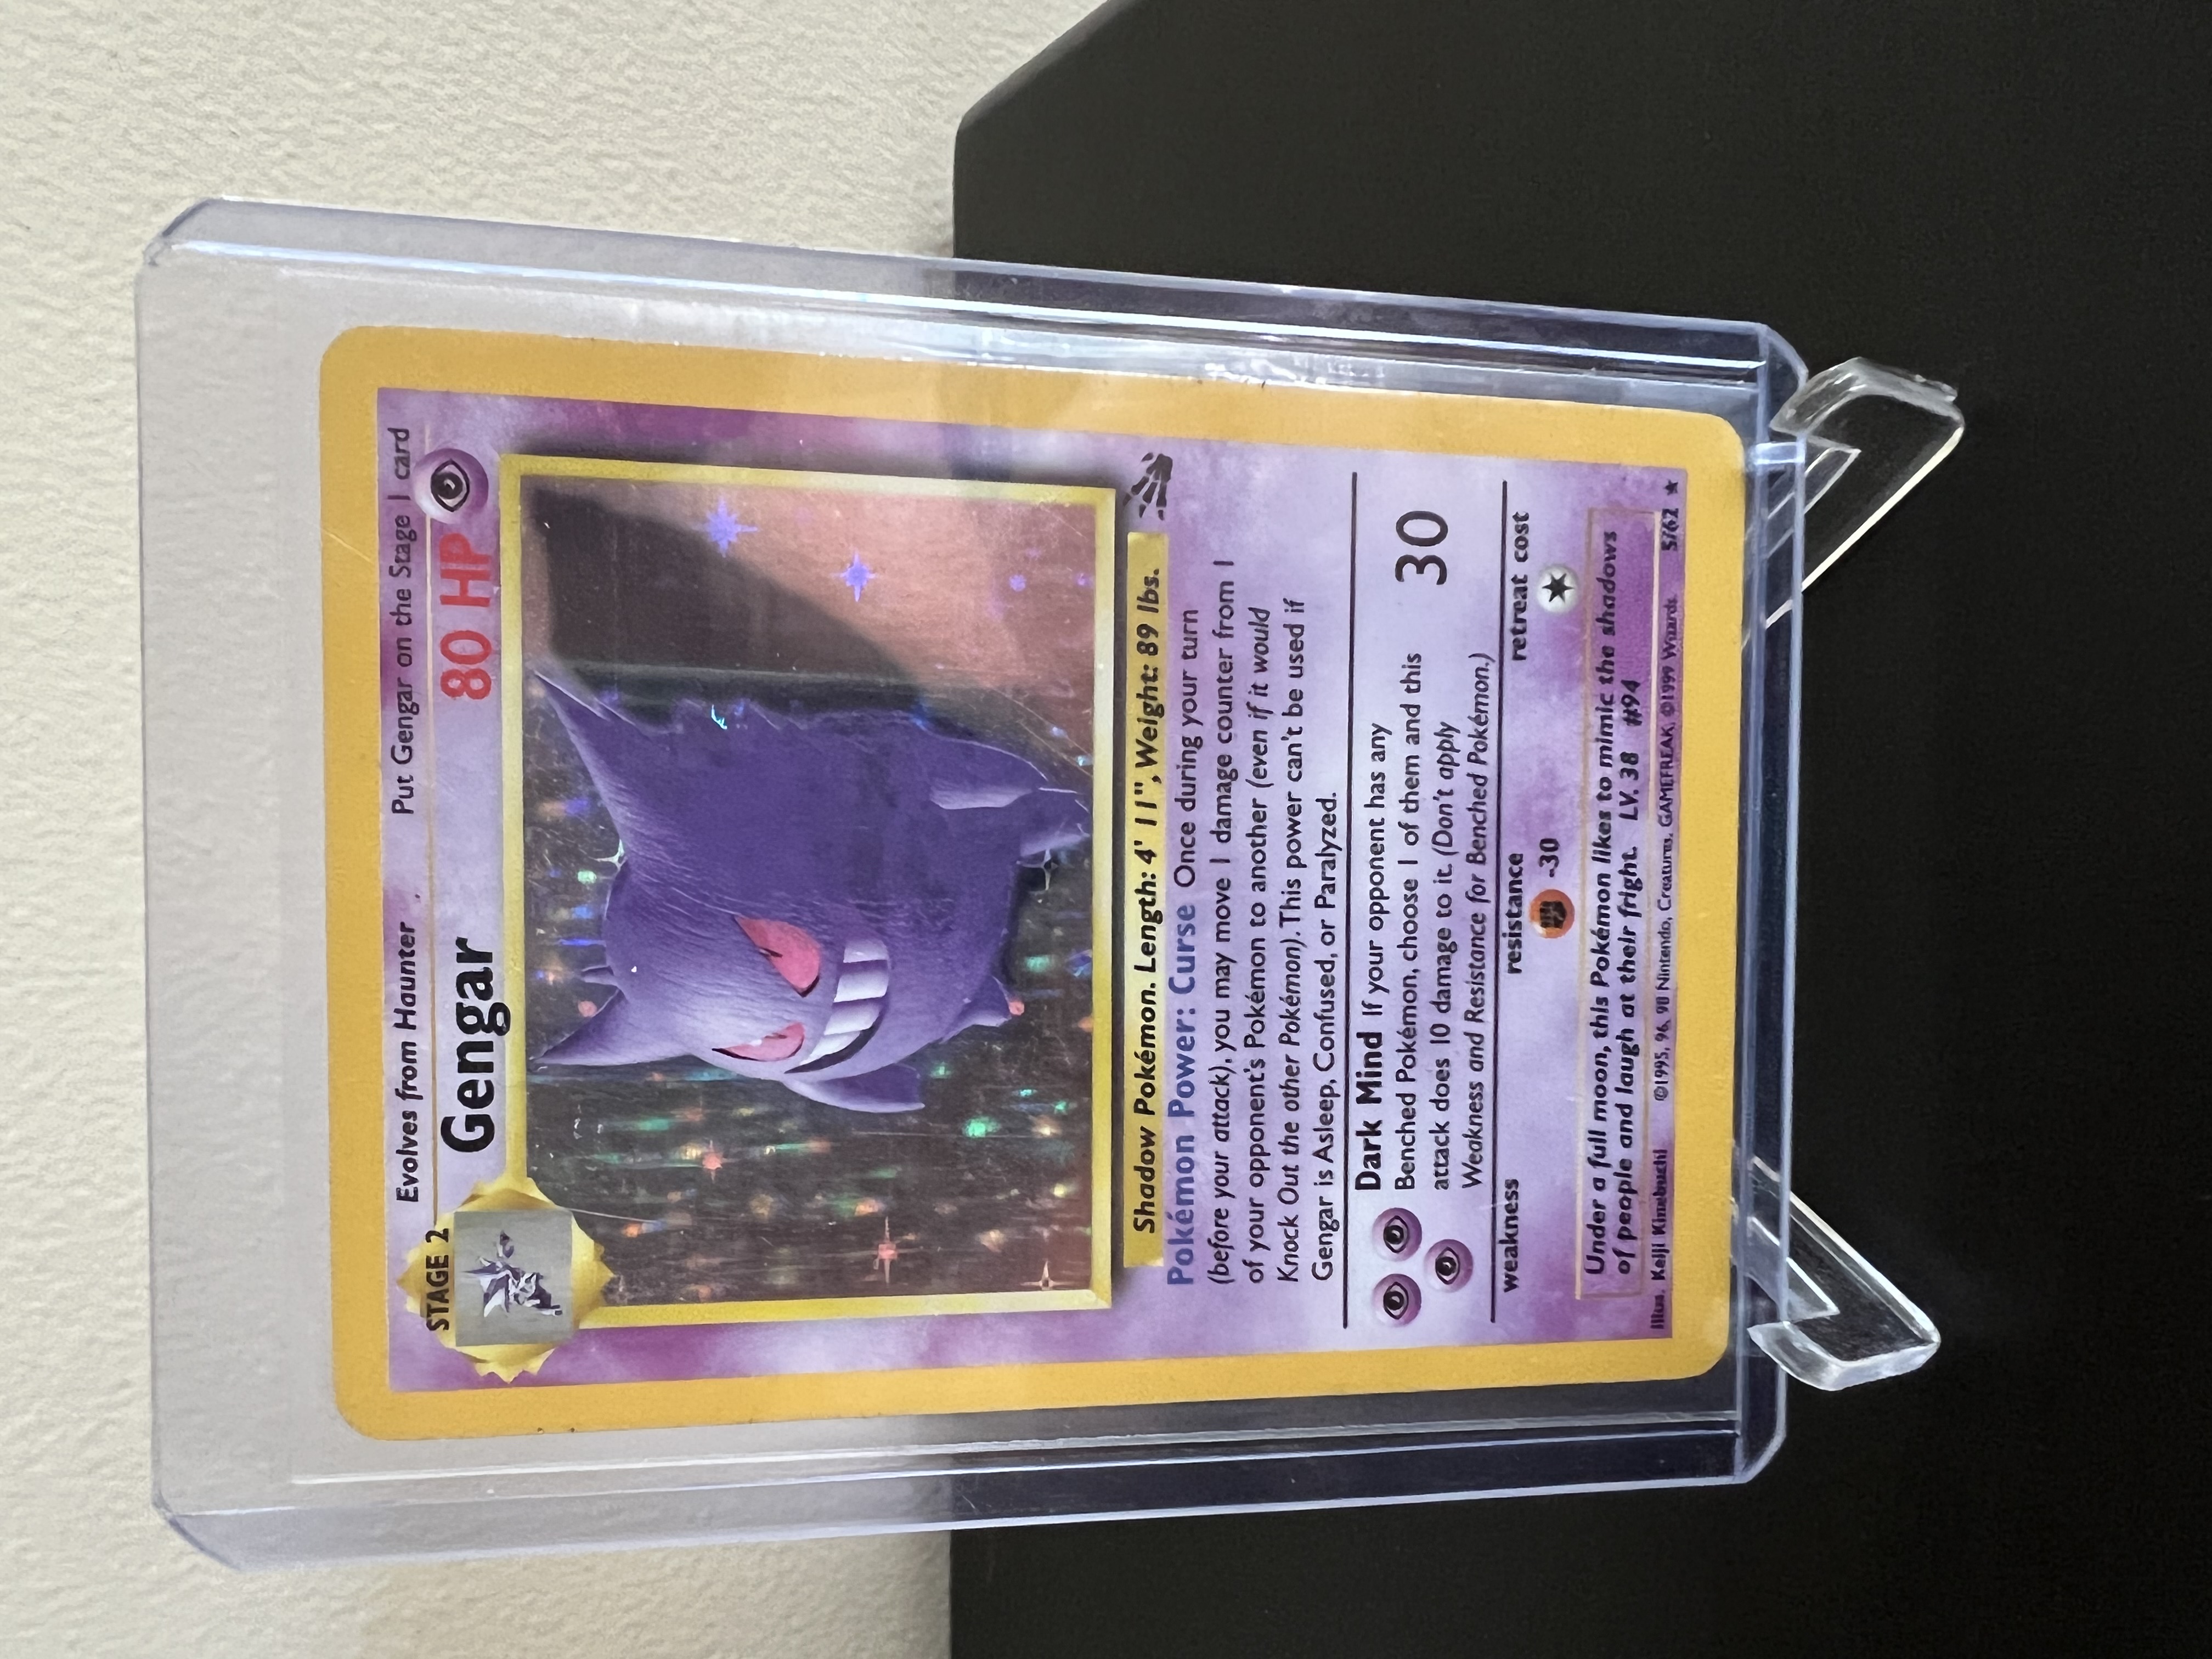 Evolves from Haunter Put Gengar on the Stage 1 card
STAGE 2
Gengar 80 HP
Shadow Pokémon. Length: 4' 11", Weight: 89 lbs.
Pokémon Power: Curse Once during your turn
(before your attack), you may move 1 damage counter from 1
of your opponent's Pokémon to another (even if it would
Knock Out the other Pokémon). This power can't be used if
Gengar is Asleep, Confused, or Paralyzed.
Dark Mind If your opponent has any
Benched Pokémon, choose 1 of them and this
attack does 10 damage to it. (Don't apply
Weakness and Resistance for Benched Pokémon.)
30
weakness resistance retreat cost
-30
Under a full moon, this Pokémon likes to mimic the shadows
of people and laugh at their fright. LV. 38 #94
Illus. Keiji Kinebuchi ©1995, 96, 98 Nintendo, Creatures, GAMEFREAK, ©1999 Wizards. 5/62 ★